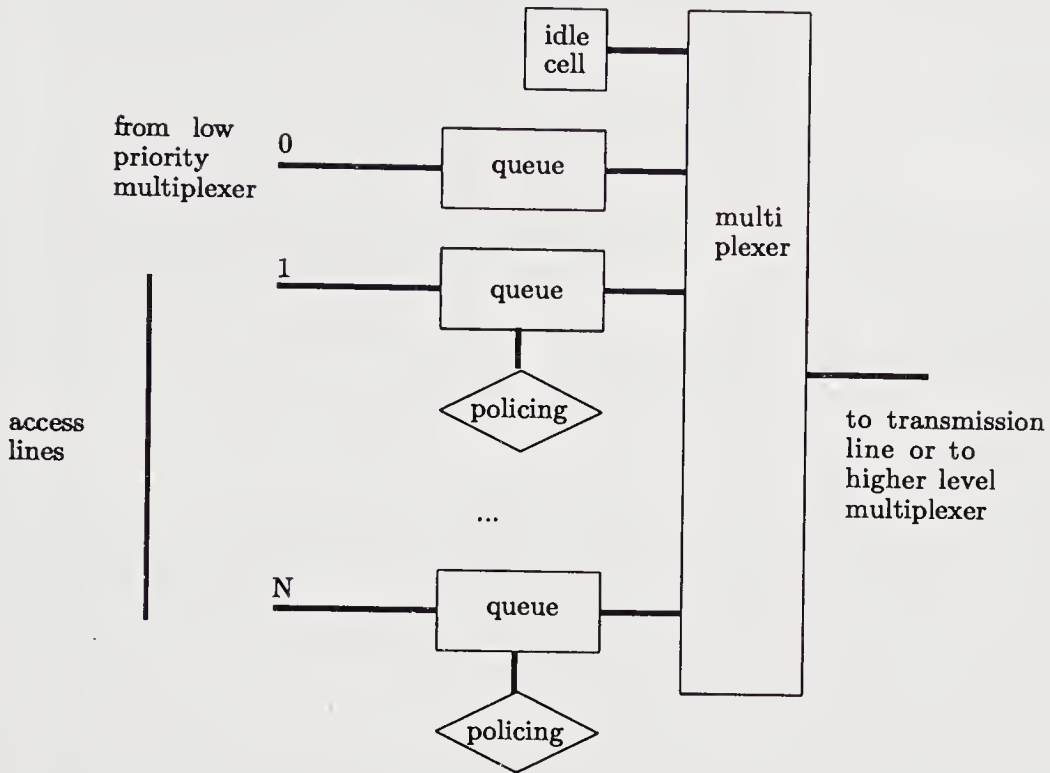 idle
cell
from low
priority
multiplexer
0
queue
multi
plexer
1
queue
policing
access
lines
to transmission
line or to
higher level
multiplexer
...
N
queue
policing